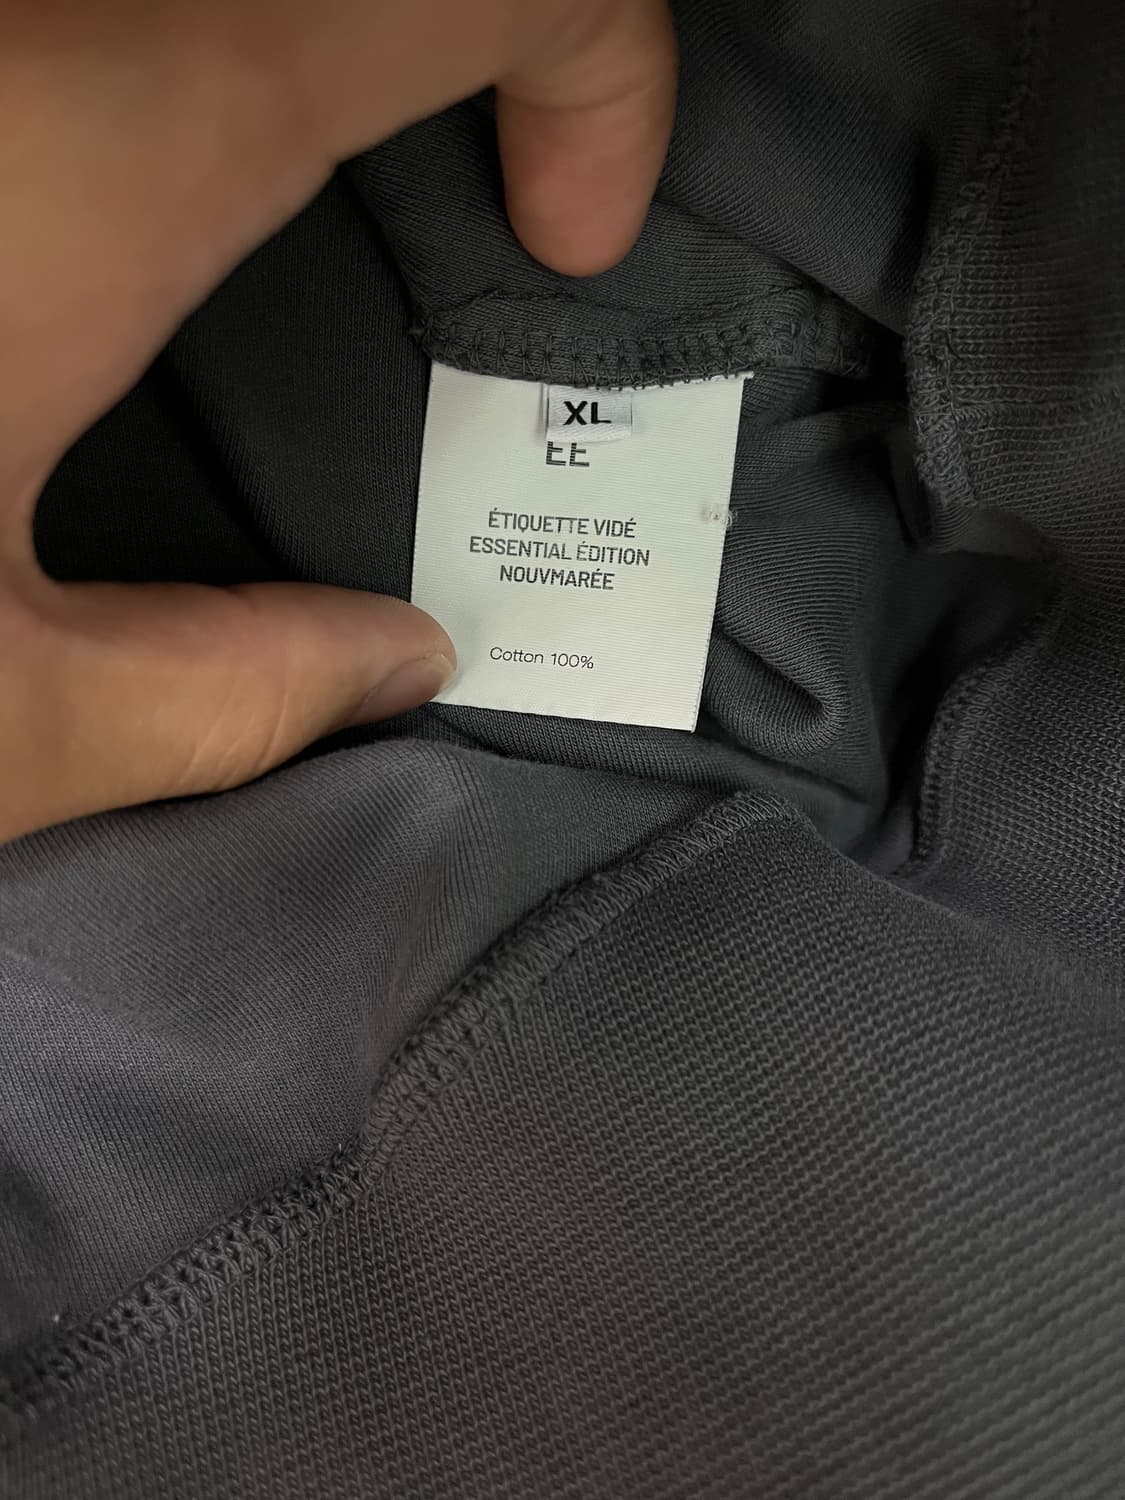 XL
EE
ÉTIQUETTE VIDÉ
ESSENTIAL ÉDITION
NOUVMARÉE
Cotton 100%